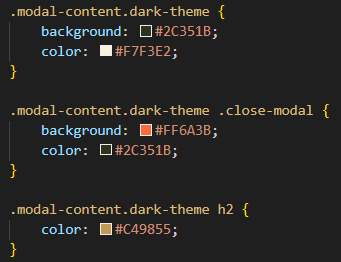 .modal-content.dark-theme {
    background: #2C351B;
    color: #F7F3E2;
}
.modal-content.dark-theme .close-modal {
    background: #FF6A3B;
    color: #2C351B;
}
.modal-content.dark-theme h2 {
    color: #C49855;
}